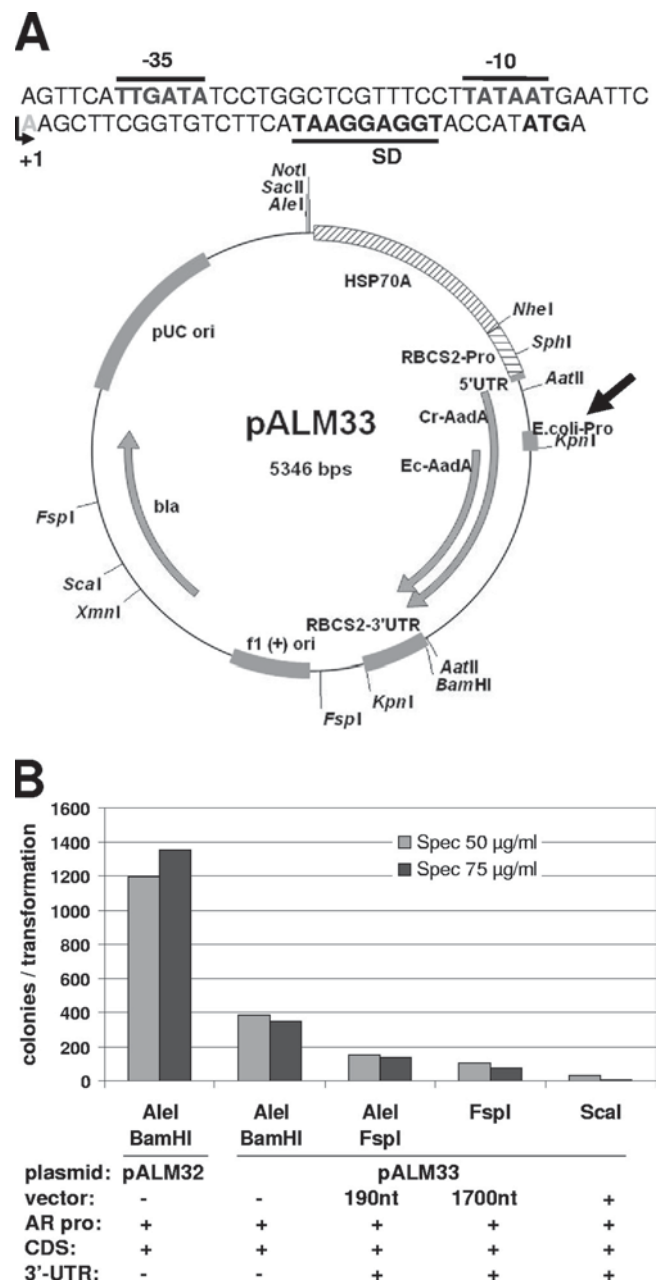 A
-35 -10
AGTTCATTGATATCCTGGCTCGTTTCCTTATAATGAATTC
AAGCTTCGGTGTCTTCATAAGGAGGTACCATATGA
+1 SD
NotI
SacII
AleI
HSP70A
NheI
SphI
RBCS2-Pro
5'UTR
AatII
pUC ori
pALM33
5346 bps
Cr-AadA
E.coli-Pro
KpnI
Ec-AadA
bla
FspI
ScaI
XmnI
RBCS2-3'UTR
f1 (+) ori
AatII
BamHI
KpnI
FspI
B
colonies / transformation
1600
1400
1200
1000
800
600
400
200
0
Spec 50 µg/ml
Spec 75 µg/ml
AleI AleI AleI FspI ScaI
BamHI BamHI FspI
plasmid: pALM32 pALM33
vector: - - 190nt 1700nt +
AR pro: + + + + +
CDS: + + + + +
3'-UTR: - - + + +